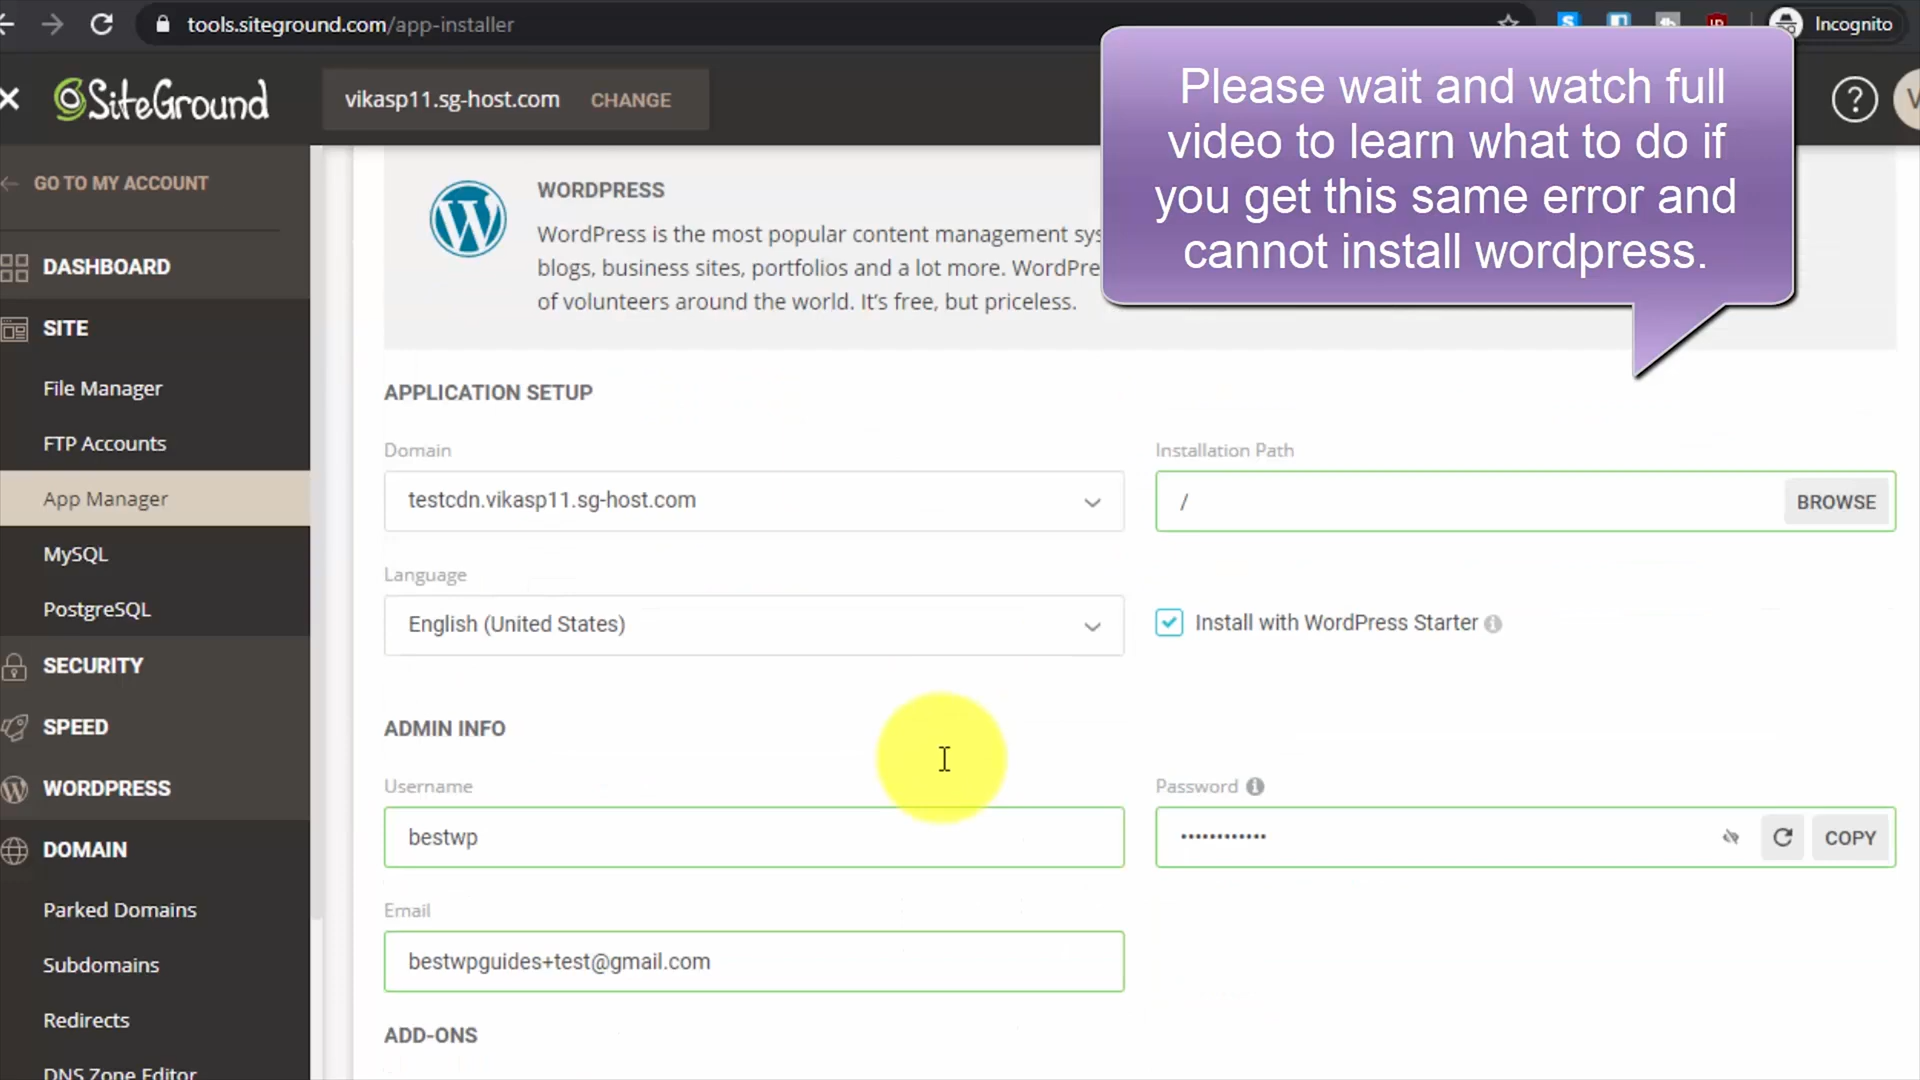 tools.siteground.com/app-installer
Incognito
SiteGround
vikasp11.sg-host.com CHANGE
Please wait and watch full
video to learn what to do if
you get this same error and
cannot install wordpress.
?
V
GO TO MY ACCOUNT
DASHBOARD
SITE
File Manager
FTP Accounts
App Manager
MySQL
PostgreSQL
SECURITY
SPEED
WORDPRESS
DOMAIN
Parked Domains
Subdomains
Redirects
DNS Zone Editor
WORDPRESS
WordPress is the most popular content management
blogs, business sites, portfolios and a lot more.
of volunteers around the world. It's free, but priceless.
APPLICATION SETUP
Domain
testcdn.vikasp11.sg-host.com
Installation Path
/ BROWSE
Language
English (United States)
Install with WordPress Starter
ADMIN INFO
Username
bestwp
Password
•••••••••••• COPY
Email
bestwpguides+test@gmail.com
ADD-ONS